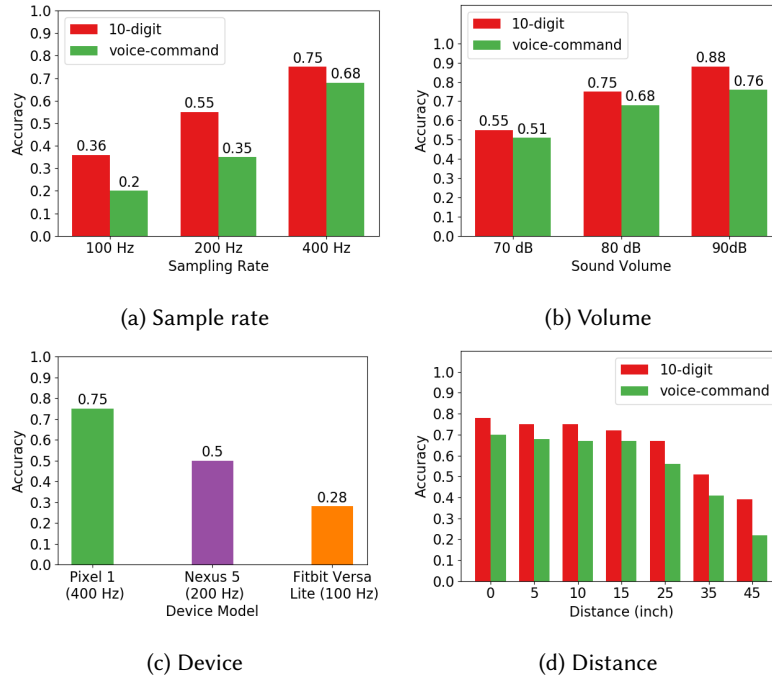 10-digit
voice-command
1.0
0.9
0.8
0.7
0.6
0.5
0.4
0.3
0.2
0.1
0.0
Accuracy
0.36
0.2
0.55
0.35
0.75
0.68
100 Hz 200 Hz 400 Hz
Sampling Rate
(a) Sample rate
10-digit
voice-command
1.0
0.9
0.8
0.7
0.6
0.5
0.4
0.3
0.2
0.1
0.0
Accuracy
0.55
0.51
0.75
0.68
0.88
0.76
70 dB 80 dB 90dB
Sound Volume
(b) Volume
1.0
0.9
0.8
0.7
0.6
0.5
0.4
0.3
0.2
0.1
0.0
Accuracy
0.75
0.5
0.28
Pixel 1 Nexus 5 Fitbit Versa
(400 Hz) (200 Hz) Lite (100 Hz)
Device Model
(c) Device
10-digit
voice-command
1.0
0.9
0.8
0.7
0.6
0.5
0.4
0.3
0.2
0.1
0.0
Accuracy
0 5 10 15 25 35 45
Distance (inch)
(d) Distance